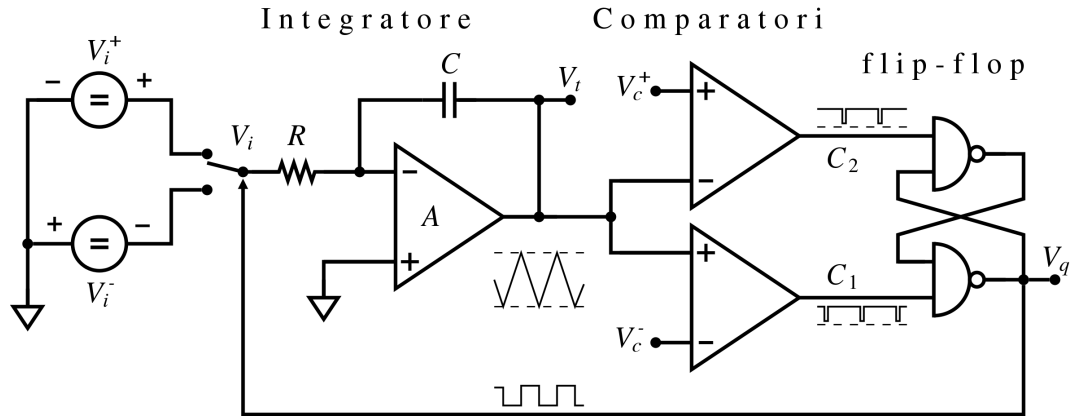 Integratore
Comparatori
flip-flop
V_i^+
− +
=
V_i
R
C
V_t
V_c^+
+
−
C_2
−
A
+
+ −
=
V_i^-
+
−
V_c^-
C_1
V_q